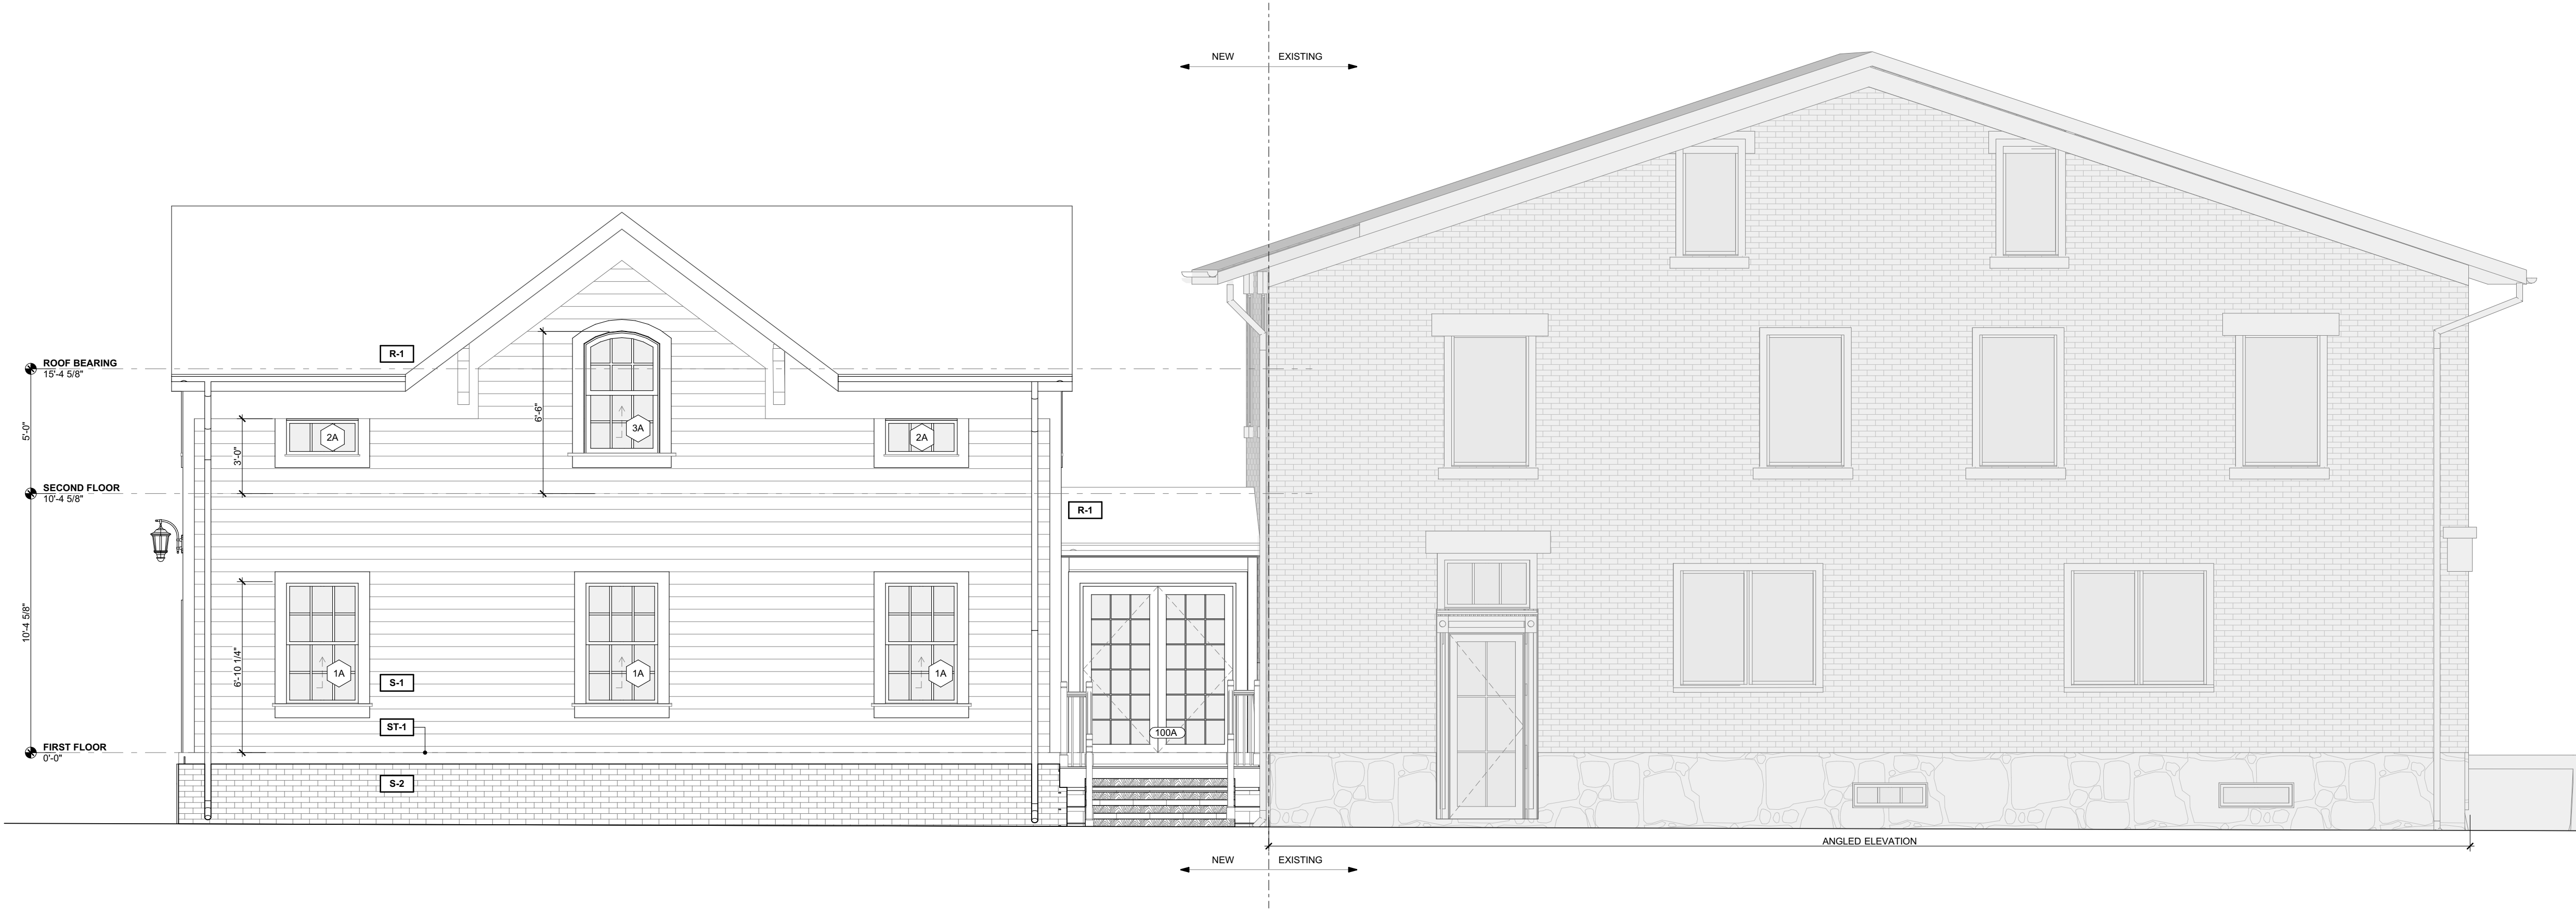 NEW EXISTING
ROOF BEARING
15'-4 5/8"
R-1
6'-6"
3A
2A
2A
5'-0"
3'-0"
SECOND FLOOR
10'-4 5/8"
R-1
10'-4 5/8"
6'-10 1/4"
1A
1A
1A
S-1
ST-1
100A
FIRST FLOOR
0'-0"
S-2
ANGLED ELEVATION
NEW EXISTING